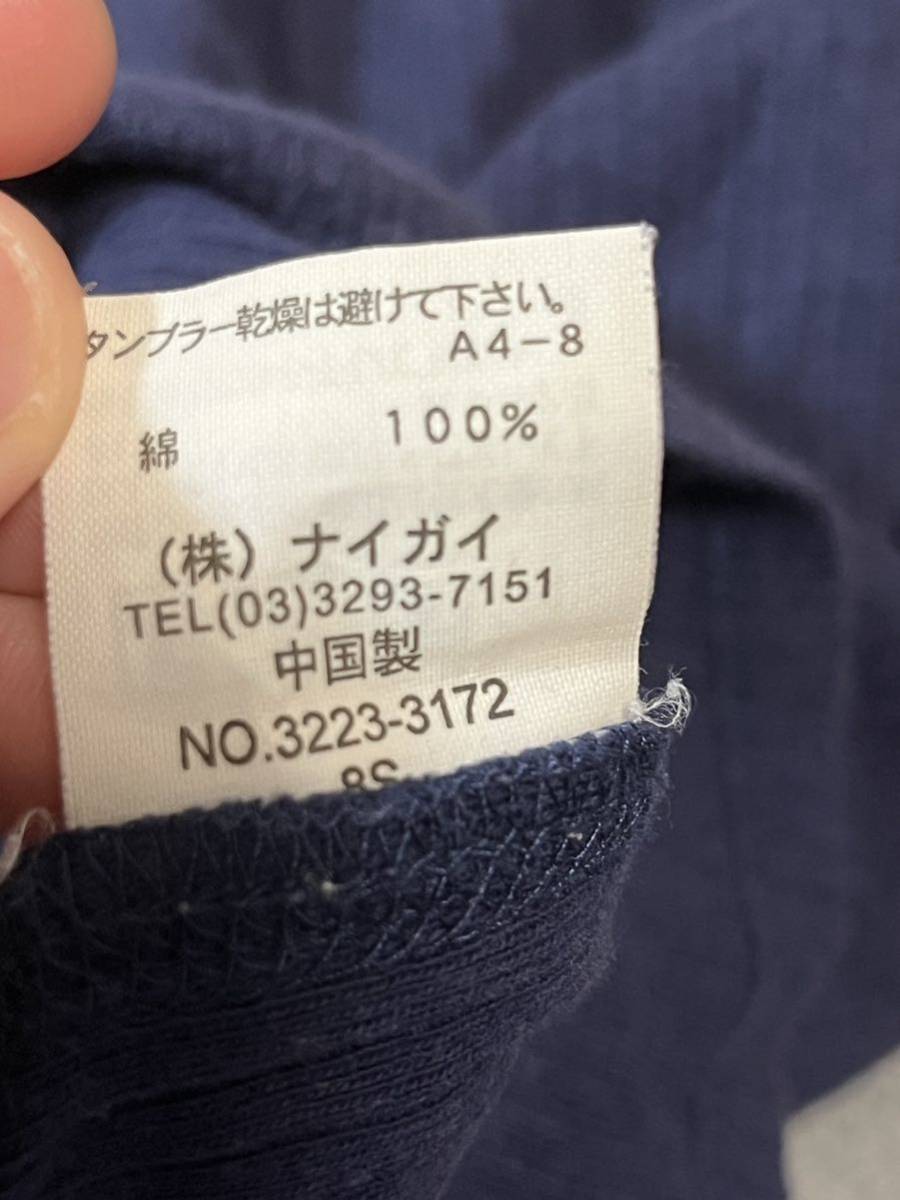 タンブラー乾燥は避けて下さい。
A4-8
綿 100%
(株) ナイガイ
TEL(03)3293-7151
中国製
NO.3223-3172